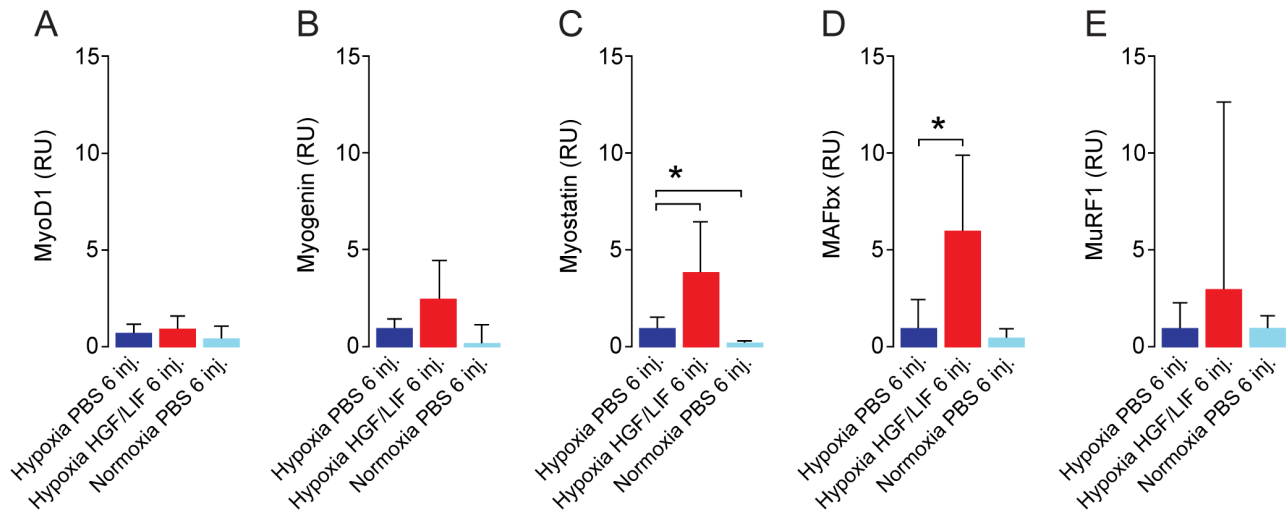 A
MyoD1 (RU)
15
10
5
0
Hypoxia PBS 6 inj.
Hypoxia HGF/LIF 6 inj.
Normoxia PBS 6 inj.
B
Myogenin (RU)
15
10
5
0
Hypoxia PBS 6 inj.
Hypoxia HGF/LIF 6 inj.
Normoxia PBS 6 inj.
C
Myostatin (RU)
15
10
5
0
*
Hypoxia PBS 6 inj.
Hypoxia HGF/LIF 6 inj.
Normoxia PBS 6 inj.
D
MAFbx (RU)
15
10
5
0
*
Hypoxia PBS 6 inj.
Hypoxia HGF/LIF 6 inj.
Normoxia PBS 6 inj.
E
MuRF1 (RU)
15
10
5
0
Hypoxia PBS 6 inj.
Hypoxia HGF/LIF 6 inj.
Normoxia PBS 6 inj.